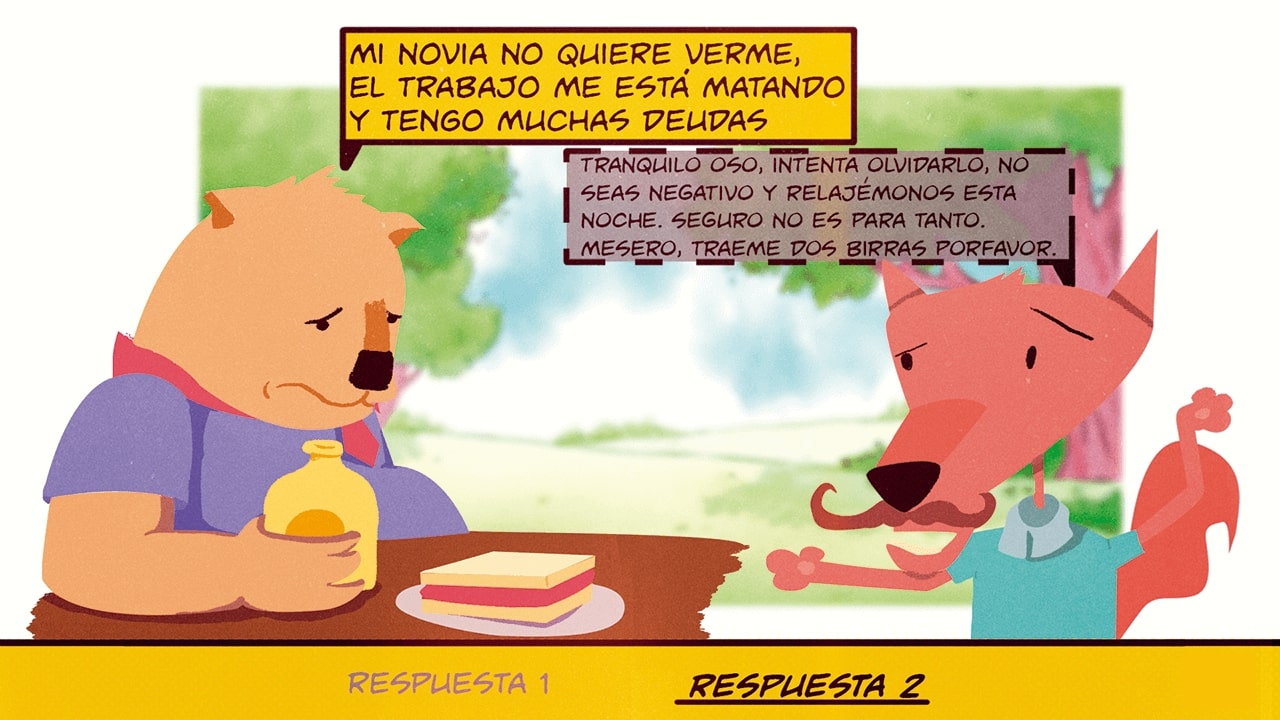 MI NOVIA NO QUIERE VERME,
EL TRABAJO ME ESTÁ MATANDO
Y TENGO MUCHAS DEUDAS
TRANQUILO OSO, INTENTA OLVIDARLO, NO
SEAS NEGATIVO Y RELAJÉMONOS ESTA
NOCHE. SEGURO NO ES PARA TANTO.
MESERO, TRAEME DOS BIRRAS PORFAVOR.
RESPUESTA 1
RESPUESTA 2